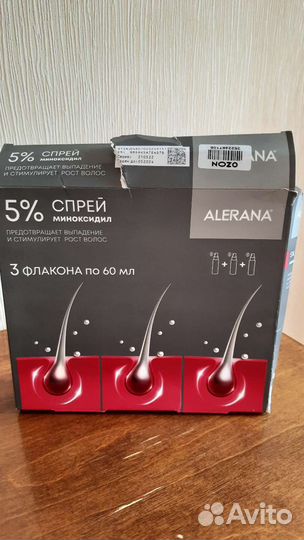 5% СПРЕЙ
МИНОКСИДИЛ
ПРЕДОТВРАЩАЕТ ВЫПАДЕНИЕ
И СТИМУЛИРУЕТ РОСТ ВОЛОС
OZON
5% СПРЕЙ
МИНОКСИДИЛ
ПРЕДОТВРАЩАЕТ ВЫПАДЕНИЕ
И СТИМУЛИРУЕТ РОСТ ВОЛОС
ALERANA®
3 ФЛАКОНА ПО 60 МЛ
Avito